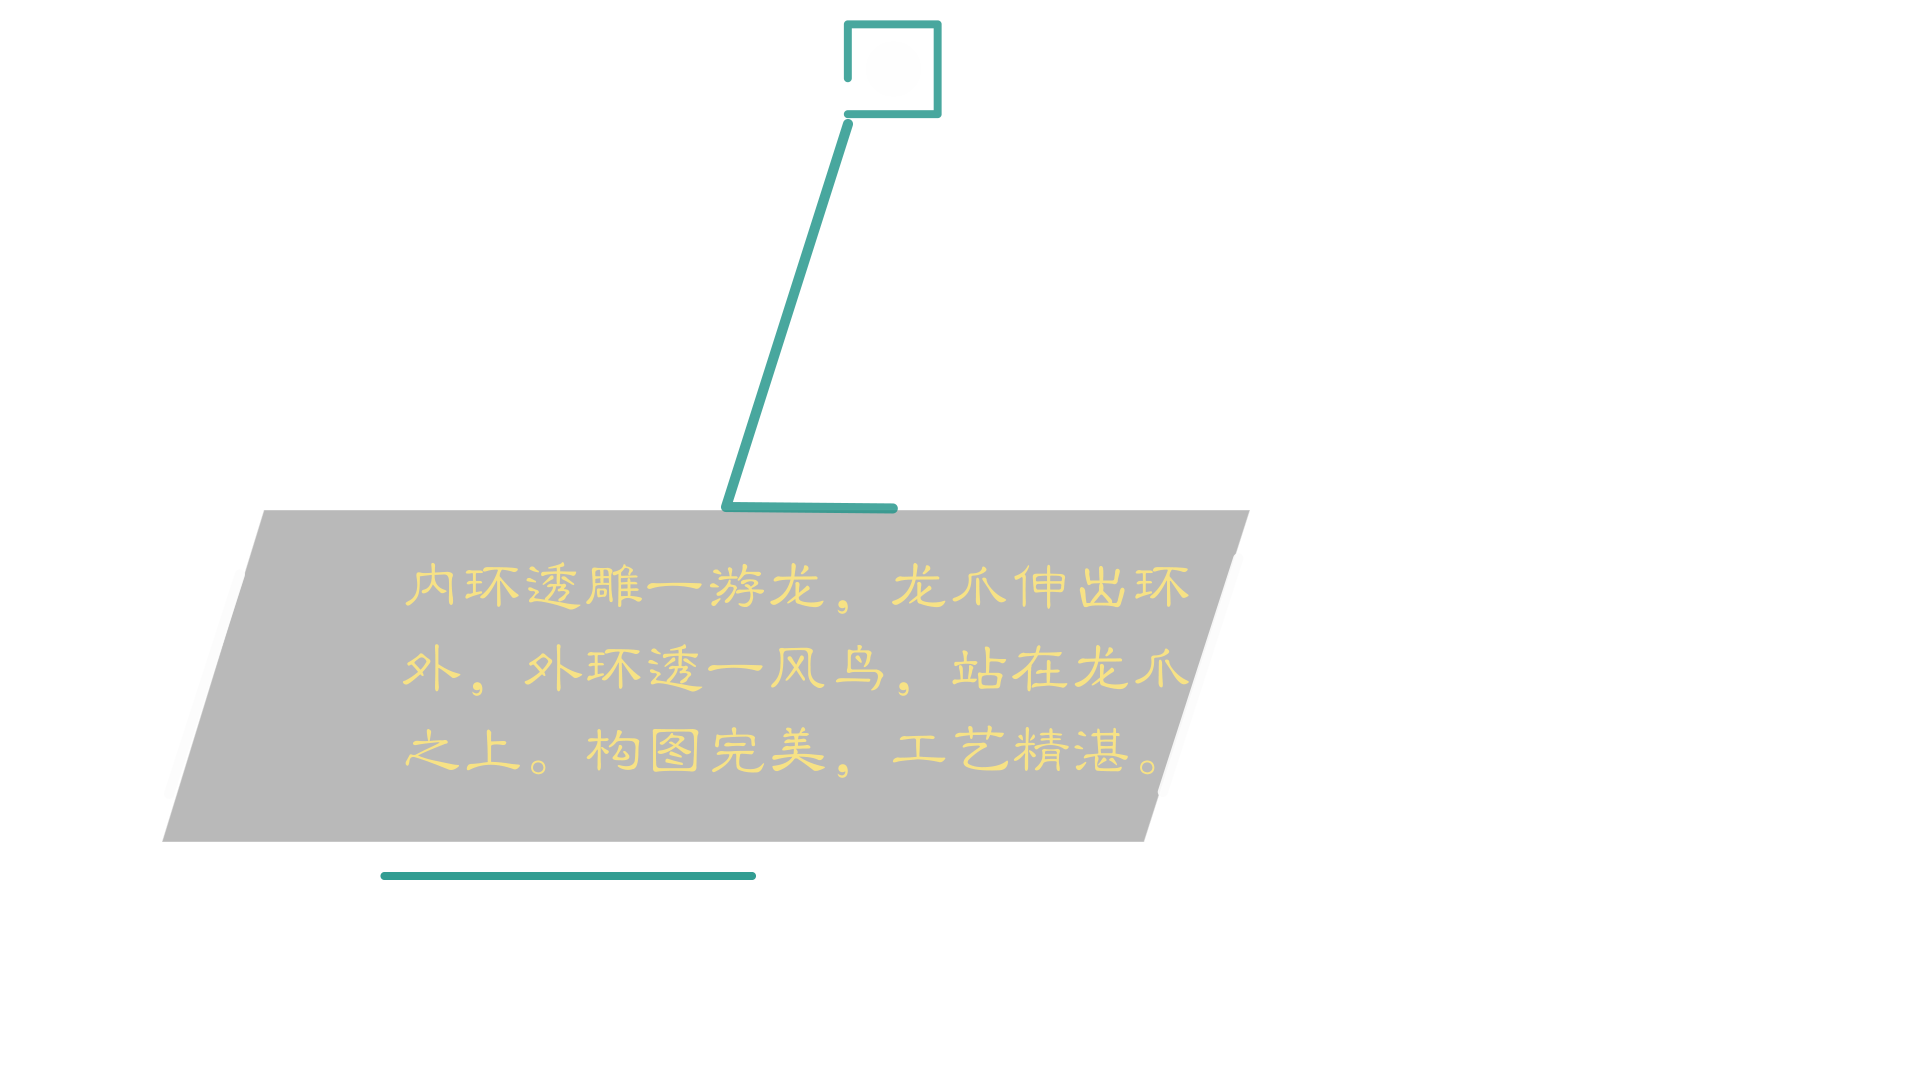 内环透雕一游龙，龙爪伸出环
外，外环透一风鸟，站在龙爪
之上。构图完美，工艺精湛。